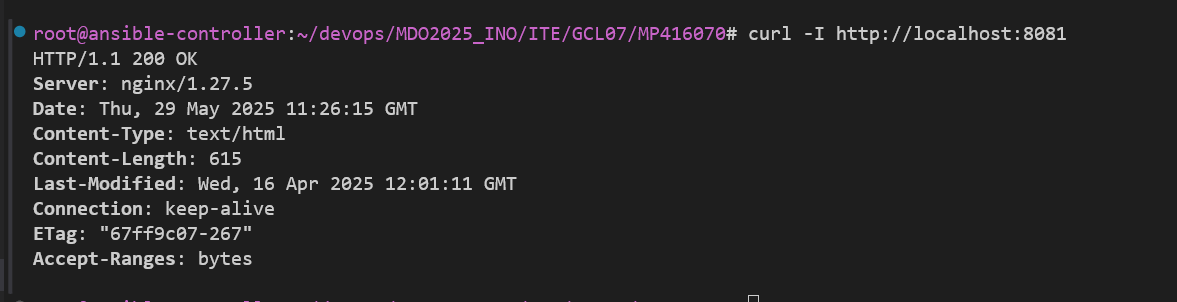 root@ansible-controller:~/devops/MDO2025_INO/ITE/GCL07/MP416070# curl -I http://localhost:8081
HTTP/1.1 200 OK
Server: nginx/1.27.5
Date: Thu, 29 May 2025 11:26:15 GMT
Content-Type: text/html
Content-Length: 615
Last-Modified: Wed, 16 Apr 2025 12:01:11 GMT
Connection: keep-alive
ETag: "67ff9c07-267"
Accept-Ranges: bytes